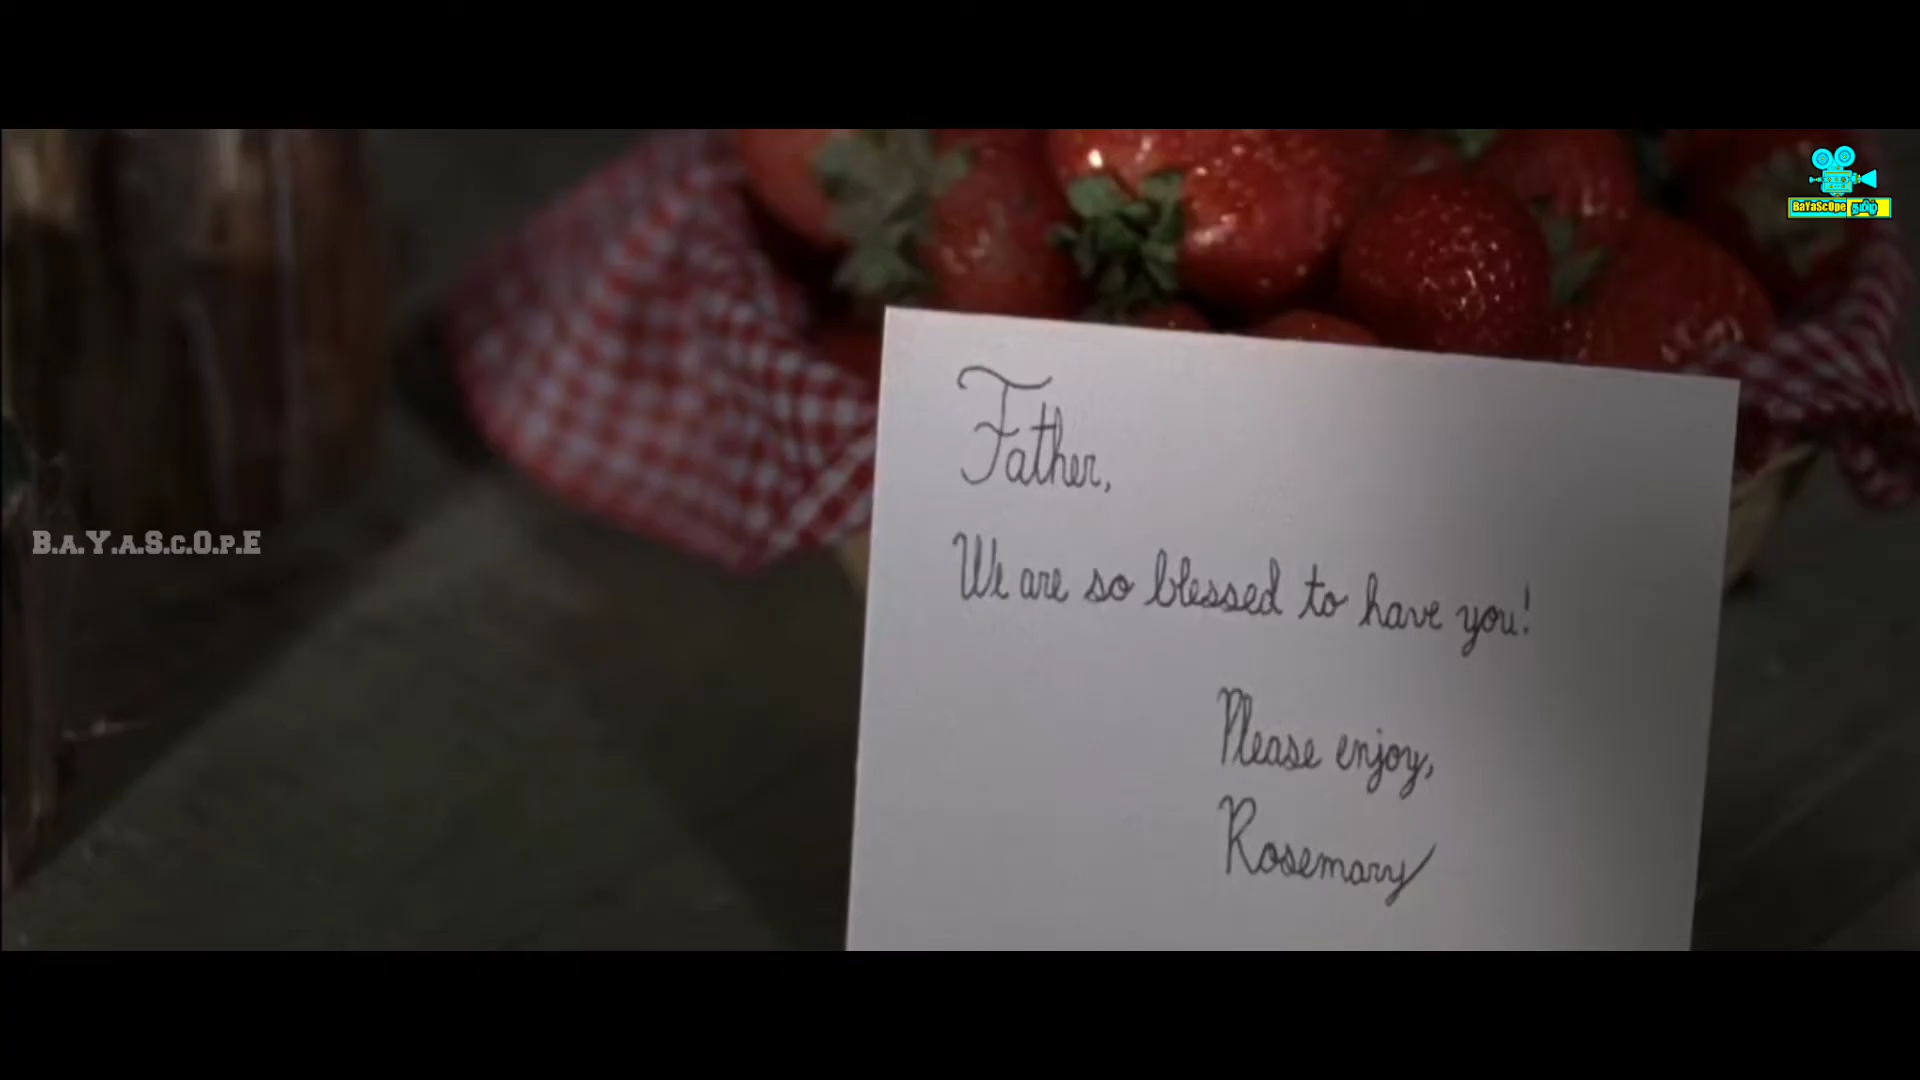 BaYaScOpe தமிழ்
Father,
We are so blessed to have you!
B.a.Y.a.S.c.O.p.E
Please enjoy,
Rosemary